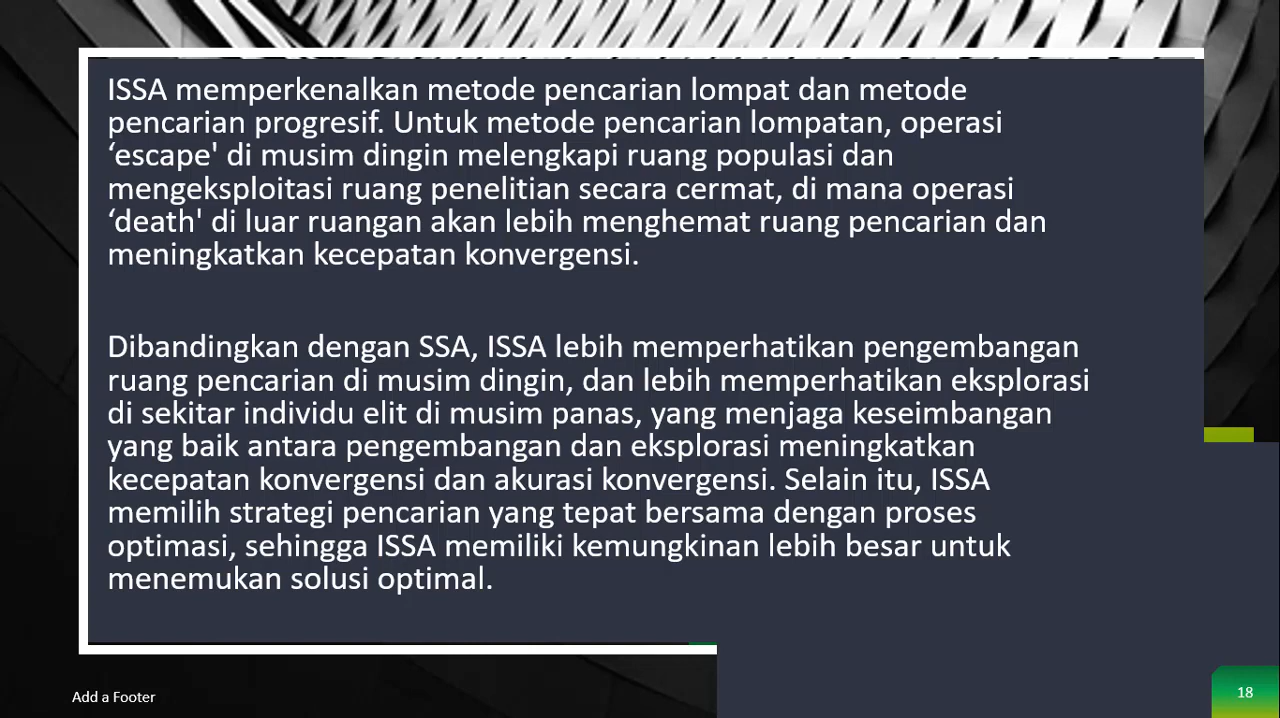 ISSA memperkenalkan metode pencarian lompat dan metode
pencarian progresif. Untuk metode pencarian lompatan, operasi
‘escape' di musim dingin melengkapi ruang populasi dan
mengeksploitasi ruang penelitian secara cermat, di mana operasi
‘death' di luar ruangan akan lebih menghemat ruang pencarian dan
meningkatkan kecepatan konvergensi.
Dibandingkan dengan SSA, ISSA lebih memperhatikan pengembangan
ruang pencarian di musim dingin, dan lebih memperhatikan eksplorasi
di sekitar individu elit di musim panas, yang menjaga keseimbangan
yang baik antara pengembangan dan eksplorasi meningkatkan
kecepatan konvergensi dan akurasi konvergensi. Selain itu, ISSA
memilih strategi pencarian yang tepat bersama dengan proses
optimasi, sehingga ISSA memiliki kemungkinan lebih besar untuk
menemukan solusi optimal.
Add a Footer
18